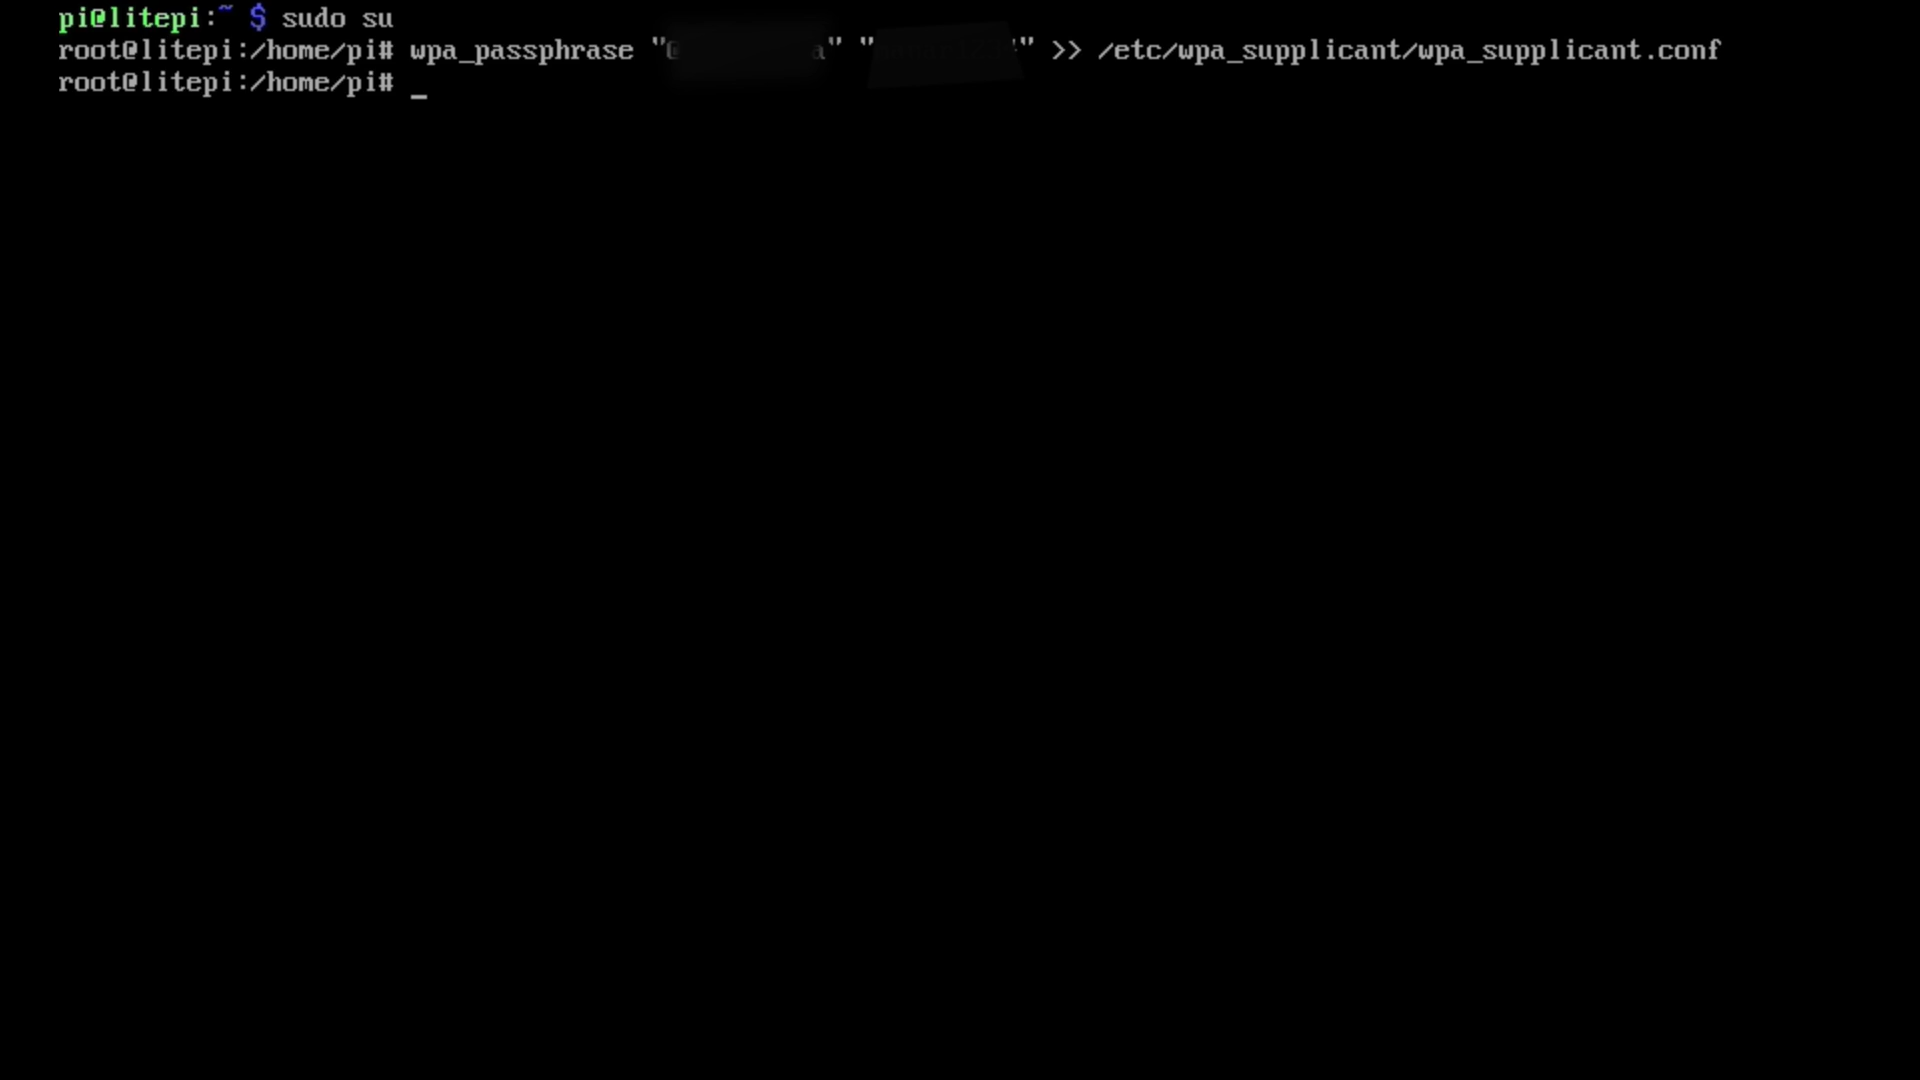 pi@litepi:~ $ sudo su
root@litepi:/home/pi# wpa_passphrase " " " " >> /etc/wpa_supplicant/wpa_supplicant.conf
root@litepi:/home/pi# _